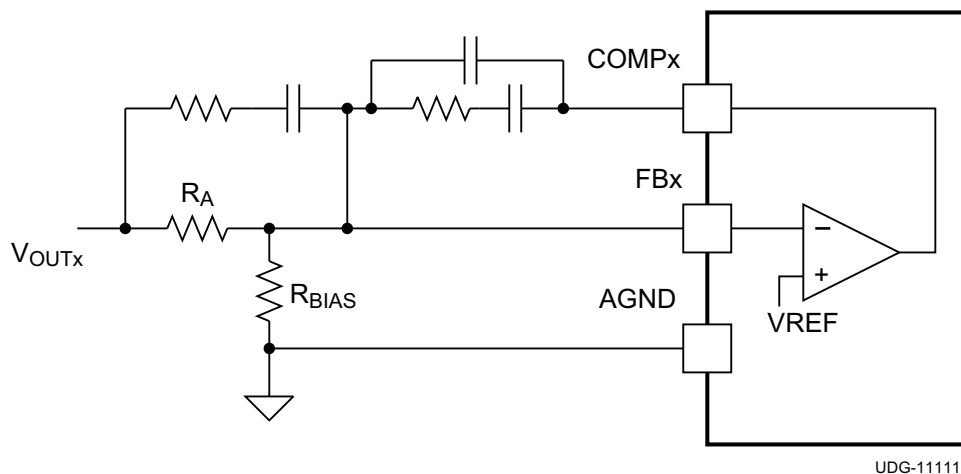 COMPx
FBx
RA
VOUTx
RBIAS
AGND
−
+
VREF
UDG-11111